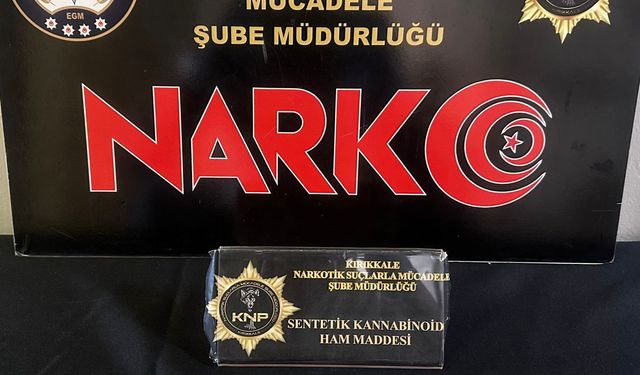 EGM
MÜCADELE
ŞUBE MÜDÜRLÜĞÜ
NARKO
KIRIKKALE
NARKOTİK SUÇLARLA MÜCADELE
ŞUBE MÜDÜRLÜĞÜ
KNP
SENTETİK KANNABİNOİD
HAM MADDESİ